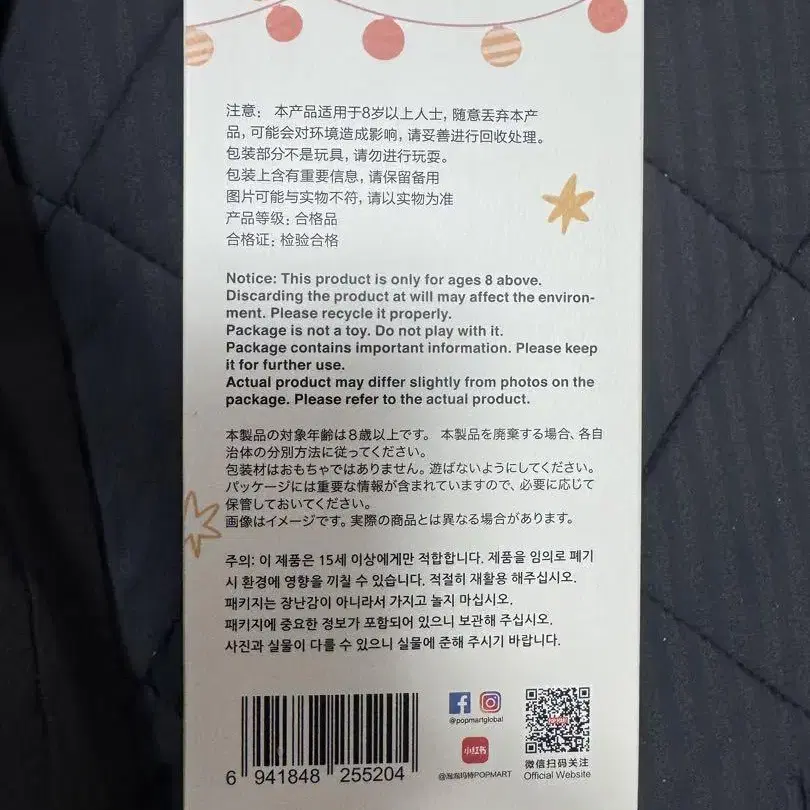 注意： 本产品适用于8岁以上人士，随意丢弃本产
品，可能会对环境造成影响，请妥善进行回收处理。
包装部分不是玩具，请勿进行玩耍。
包装上含有重要信息，请保留备用
图片可能与实物不符，请以实物为准
产品等级: 合格品
合格证: 检验合格
Notice: This product is only for ages 8 above.
Discarding the product at will may affect the environ-
ment. Please recycle it properly.
Package is not a toy. Do not play with it.
Package contains important information. Please keep
it for further use.
Actual product may differ slightly from photos on the
package. Please refer to the actual product.
本製品の対象年齢は8歳以上です。 本製品を廃棄する場合、各自
治体の分別方法に従ってください。
包装材はおもちゃではありません。遊ばないようにしてください。
パッケージには重要な情報が含まれていますので、必要に応じて
保管しておいてください。
画像はイメージです。実際の商品とは異なる場合があります。
주의: 이 제품은 15세 이상에게만 적합합니다. 제품을 임의로 폐기
시 환경에 영향을 끼칠 수 있습니다. 적절히 재활용 해주십시오.
패키지는 장난감이 아니라서 가지고 놀지 마십시오.
패키지에 중요한 정보가 포함되어 있으니 보관해 주십시오.
사진과 실물이 다를 수 있으니 실물에 준해 주시기 바랍니다.
@popmartglobal
小红书
@泡泡玛特POPMART
微信扫码关注
Official Website
6 941848 255204